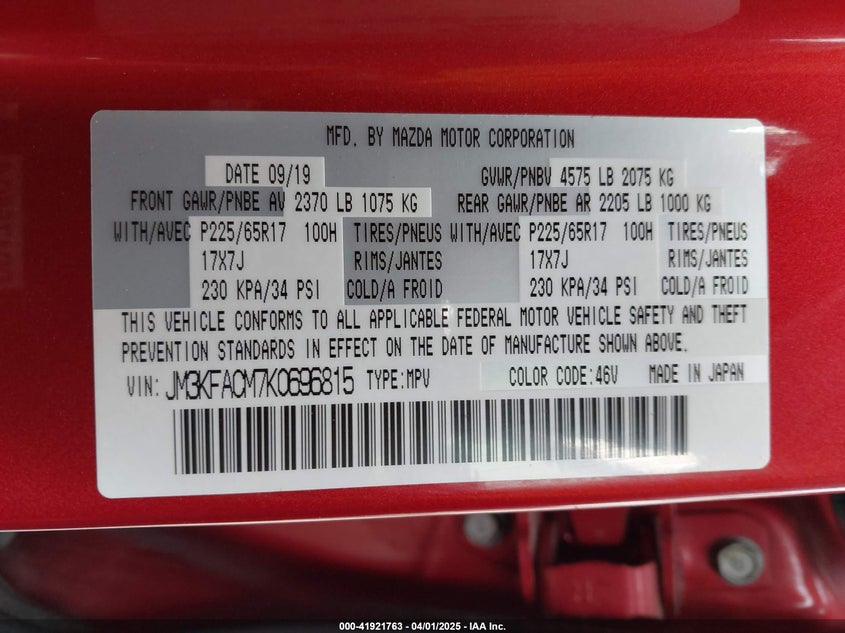 MFD. BY MAZDA MOTOR CORPORATION
DATE 09/19 GVWR/PNBV 4575 LB 2075 KG
FRONT GAWR/PNBE AV 2370 LB 1075 KG REAR GAWR/PNBE AR 2205 LB 1000 KG
WITH/AVEC P225/65R17 100H TIRES/PNEUS WITH/AVEC P225/65R17 100H TIRES/PNEUS
17X7J RIMS/JANTES 17X7J RIMS/JANTES
230 KPA/34 PSI COLD/A FROID 230 KPA/34 PSI COLD/A FROID
THIS VEHICLE CONFORMS TO ALL APPLICABLE FEDERAL MOTOR VEHICLE SAFETY AND THEFT
PREVENTION STANDARDS IN EFFECT ON THE DATE OF MANUFACTURE SHOWN ABOVE.
VIN: JM3KFACM7K0696815 TYPE:MPV COLOR CODE:46V MADE IN JAPAN
000-41921763 - 04/01/2025 - IAA Inc.